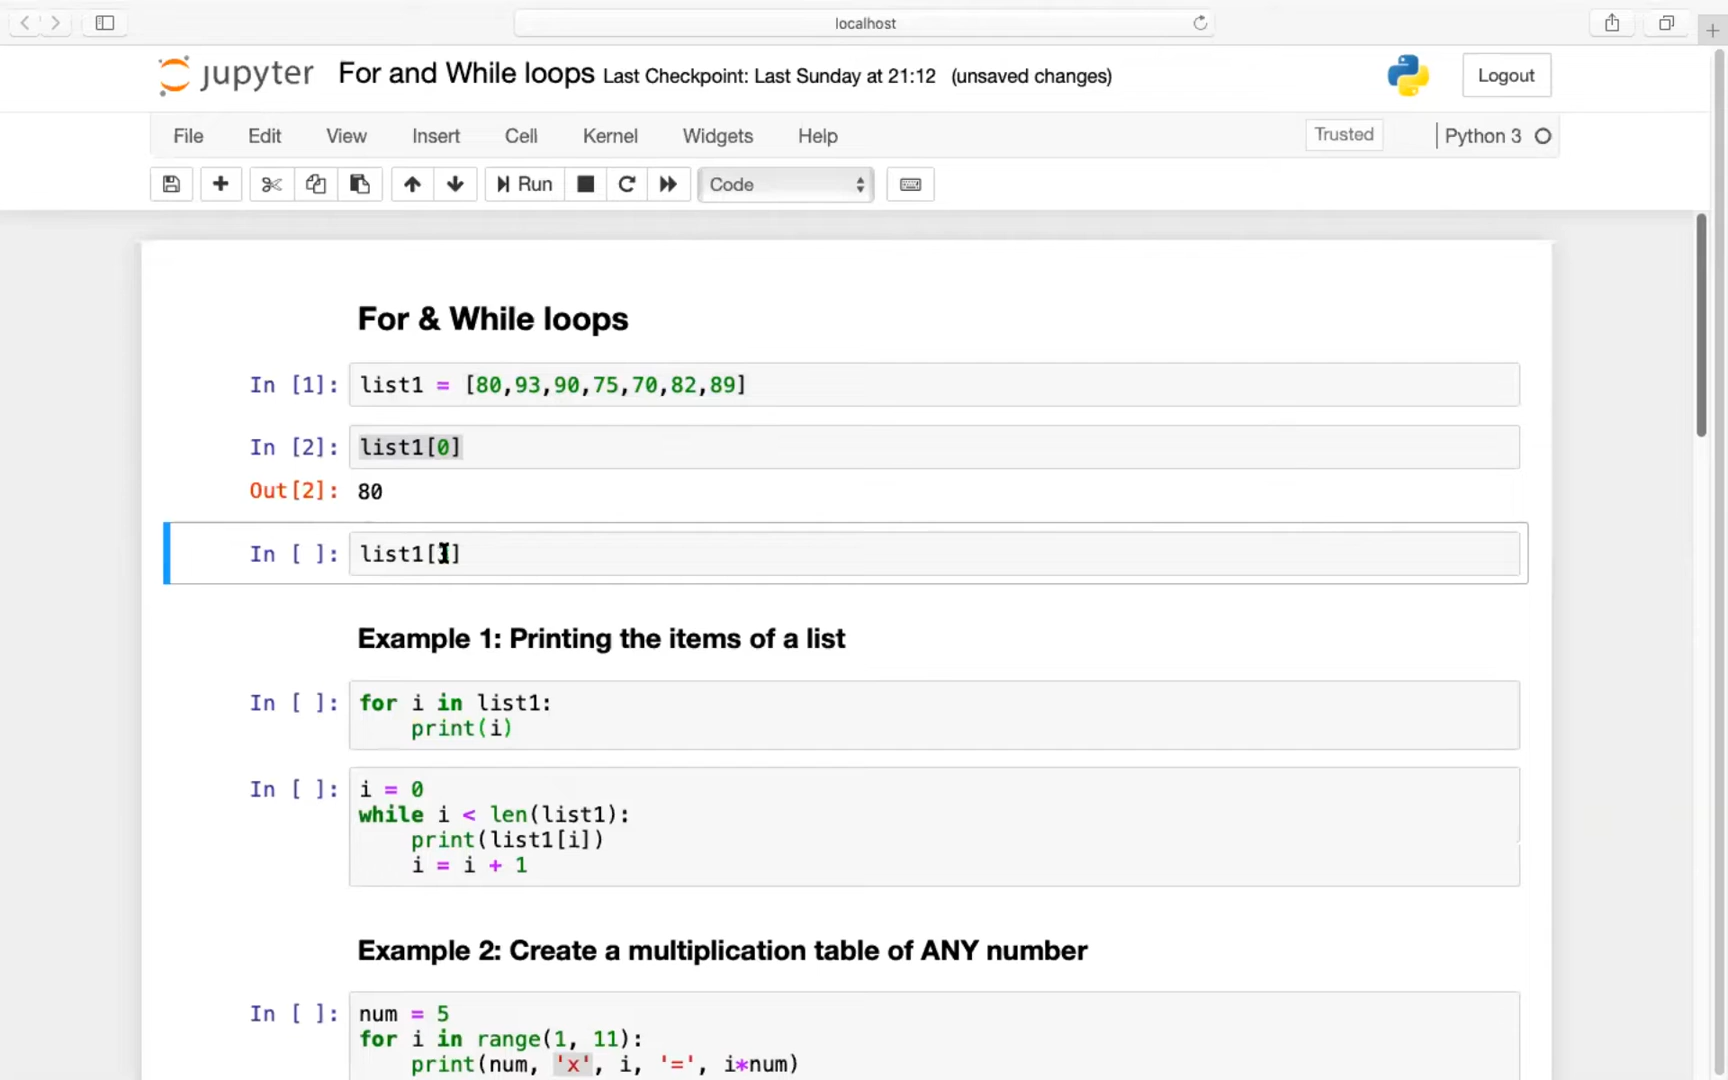 localhost
jupyter For and While loops Last Checkpoint: Last Sunday at 21:12 (unsaved changes) Logout
File Edit View Insert Cell Kernel Widgets Help Trusted Python 3
Run Code
For & While loops
In [1]: list1 = [80,93,90,75,70,82,89]
In [2]: list1[0]
Out[2]: 80
In [ ]: list1[ ]
Example 1: Printing the items of a list
In [ ]: for i in list1:
print(i)
In [ ]: i = 0
while i < len(list1):
print(list1[i])
i = i + 1
Example 2: Create a multiplication table of ANY number
In [ ]: num = 5
for i in range(1, 11):
print(num, 'x', i, '=', i*num)